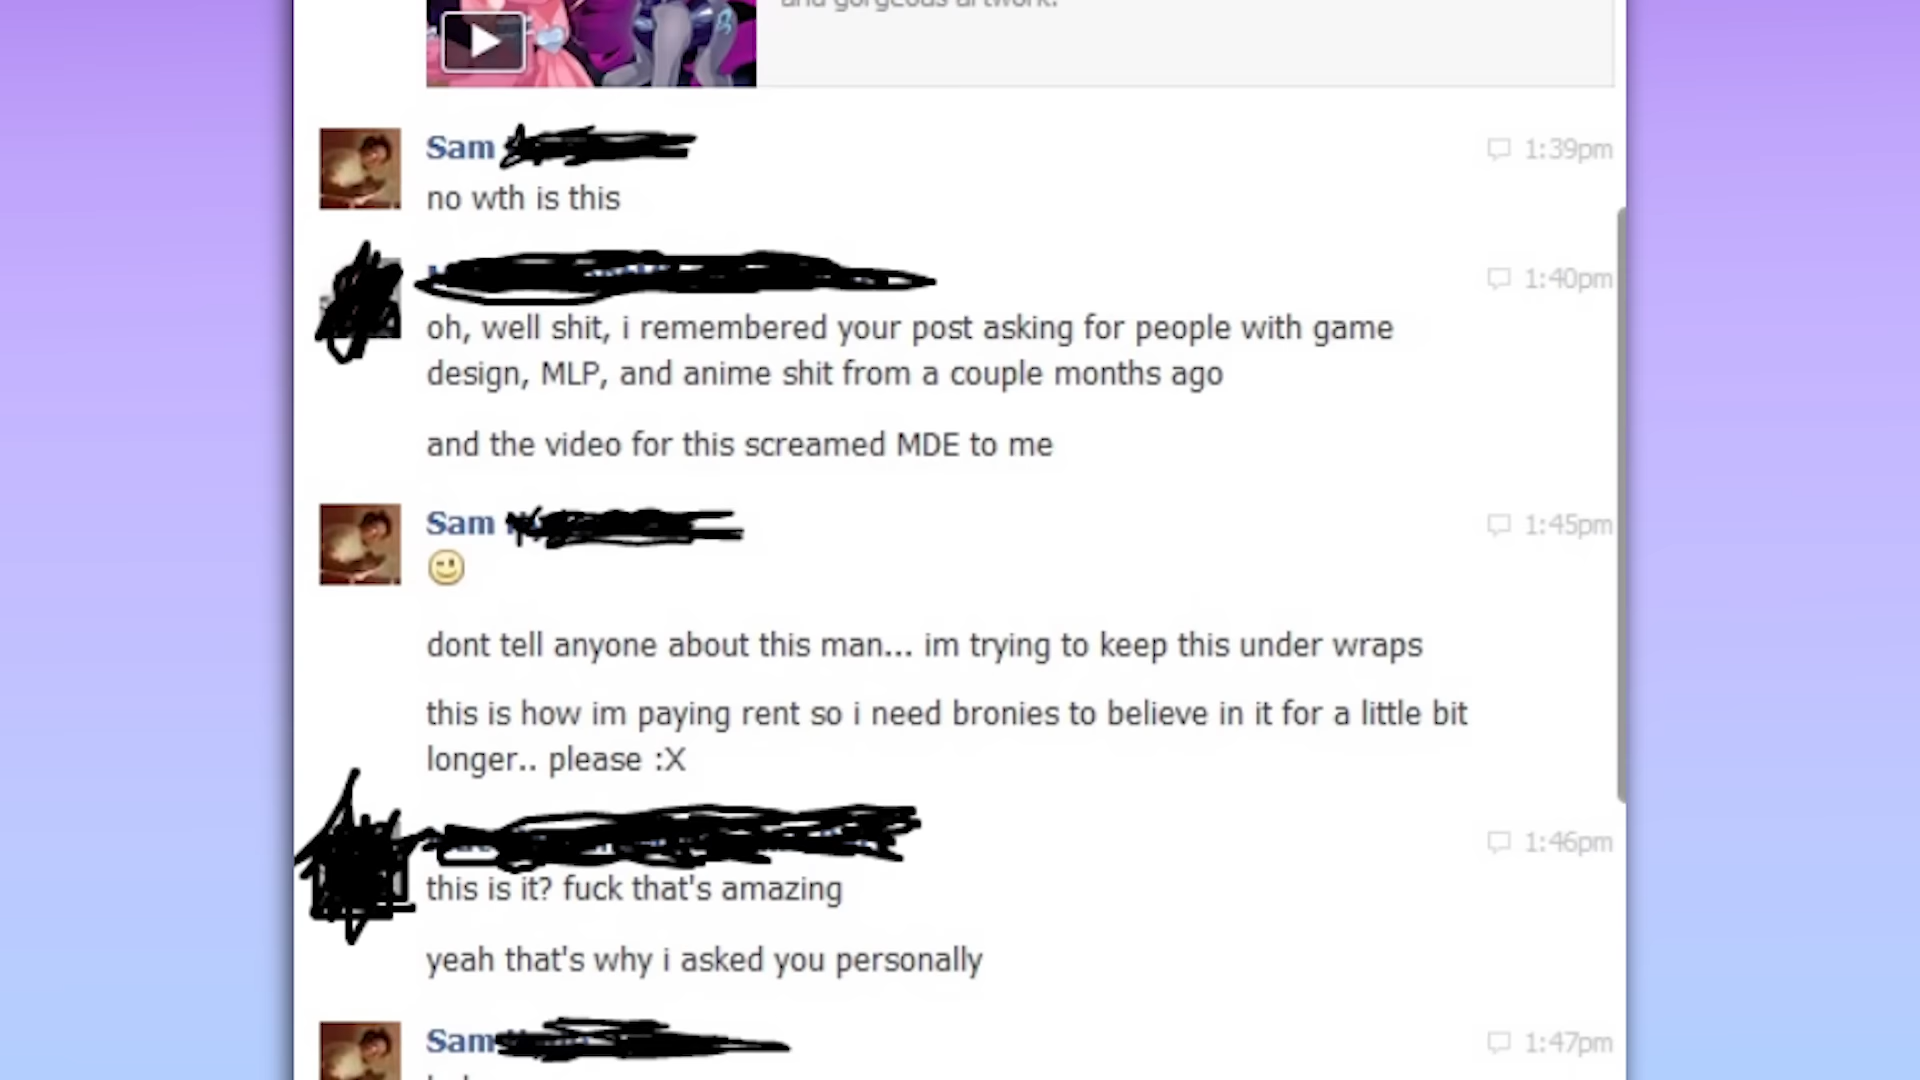 and gorgeous artwork.
Sam
1:39pm
no wth is this
1:40pm
oh, well shit, i remembered your post asking for people with game
design, MLP, and anime shit from a couple months ago
and the video for this screamed MDE to me
Sam
1:45pm
dont tell anyone about this man... im trying to keep this under wraps
this is how im paying rent so i need bronies to believe in it for a little bit
longer.. please :X
1:46pm
this is it? fuck that's amazing
yeah that's why i asked you personally
Sam
1:47pm